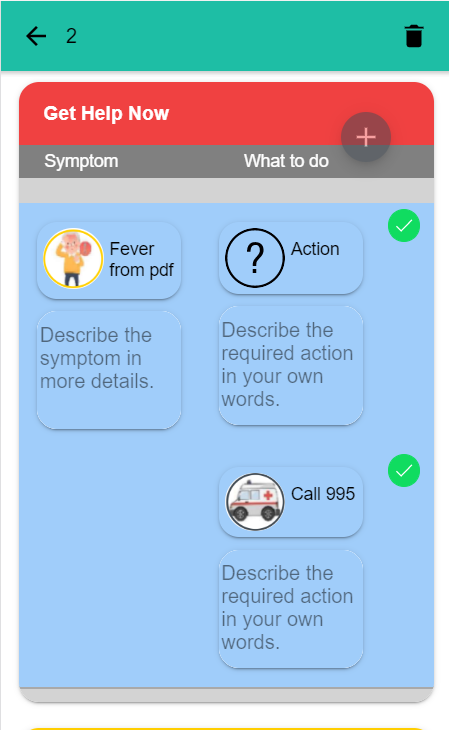 2
Get Help Now
Symptom
What to do
Fever
from pdf
?
Action
Describe the
symptom in
more details.
Describe the
required action
in your own
words.
Call 995
Describe the
required action
in your own
words.